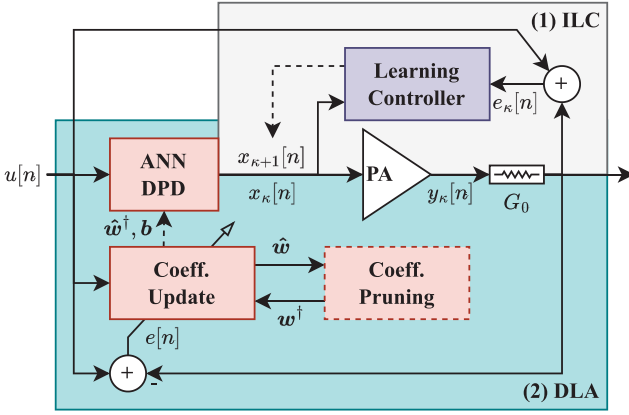 (1) ILC
Learning
Controller
+
e_κ[n]
x_{κ+1}[n]
ANN
DPD
u[n]
x_κ[n]
PA
y_κ[n]
G_0
ŵ†, b
Coeff.
Update
ŵ
w†
Coeff.
Pruning
e[n]
+
-
(2) DLA